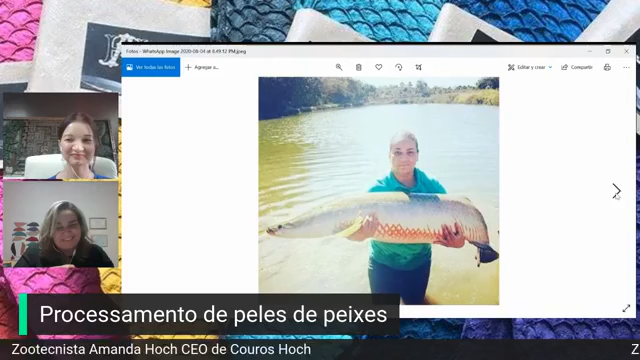 Fotos - WhatsApp Image 2020-08-04 at 8.49.12 PM.jpeg
Ver todas las fotos
Agregar a...
Editar y crear
Compartir
Processamento de peles de peixes
Zootecnista Amanda Hoch CEO de Couros Hoch
Z